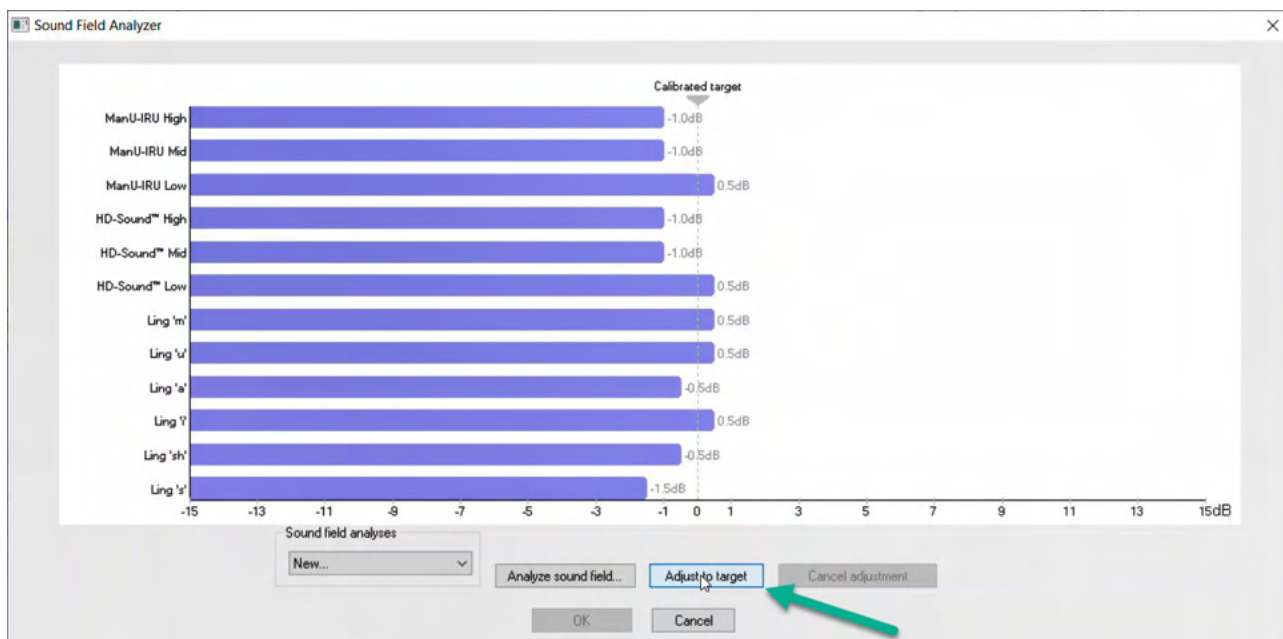 Sound Field Analyzer
Calibrated target
ManU-IRU High -1.0dB
ManU-IRU Mid -1.0dB
ManU-IRU Low 0.5dB
HD-Sound™ High -1.0dB
HD-Sound™ Mid -1.0dB
HD-Sound™ Low 0.5dB
Ling 'm' 0.5dB
Ling 'u' 0.5dB
Ling 'a' -0.5dB
Ling 'i' 0.5dB
Ling 'sh' -0.5dB
Ling 's' -1.5dB
-15 -13 -11 -9 -7 -5 -3 -1 0 1 3 5 7 9 11 13 15dB
Sound field analyses
New...
Analyze sound field... Adjust to target Cancel adjustment
OK Cancel